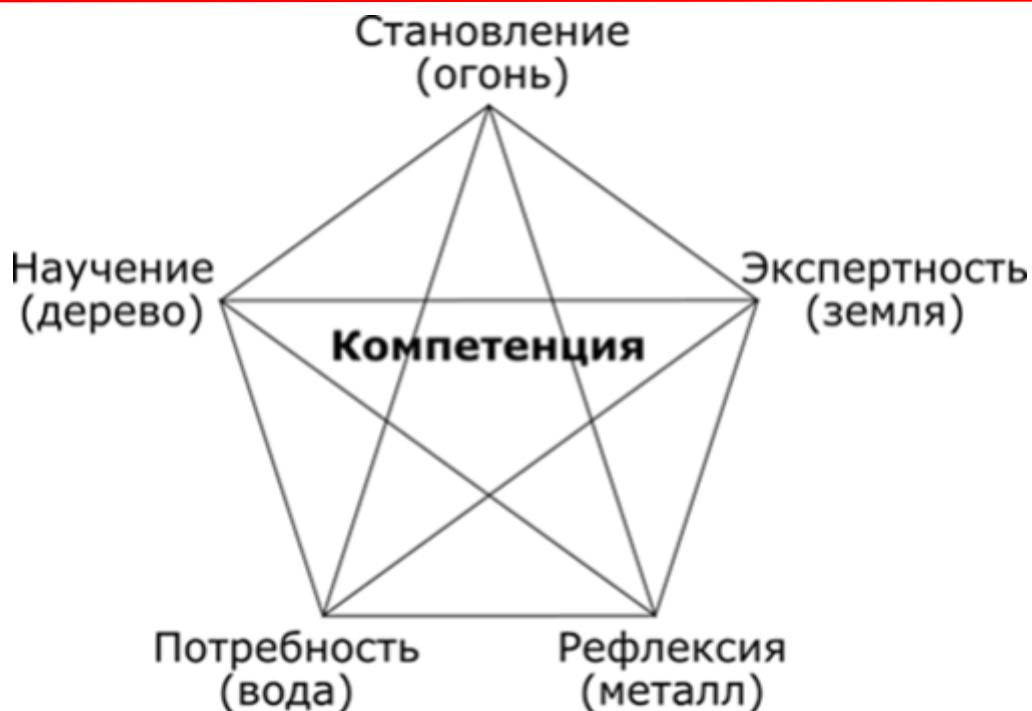 Становление
(огонь)
Научение
(дерево)
Экспертность
(земля)
Компетенция
Потребность
(вода)
Рефлексия
(металл)